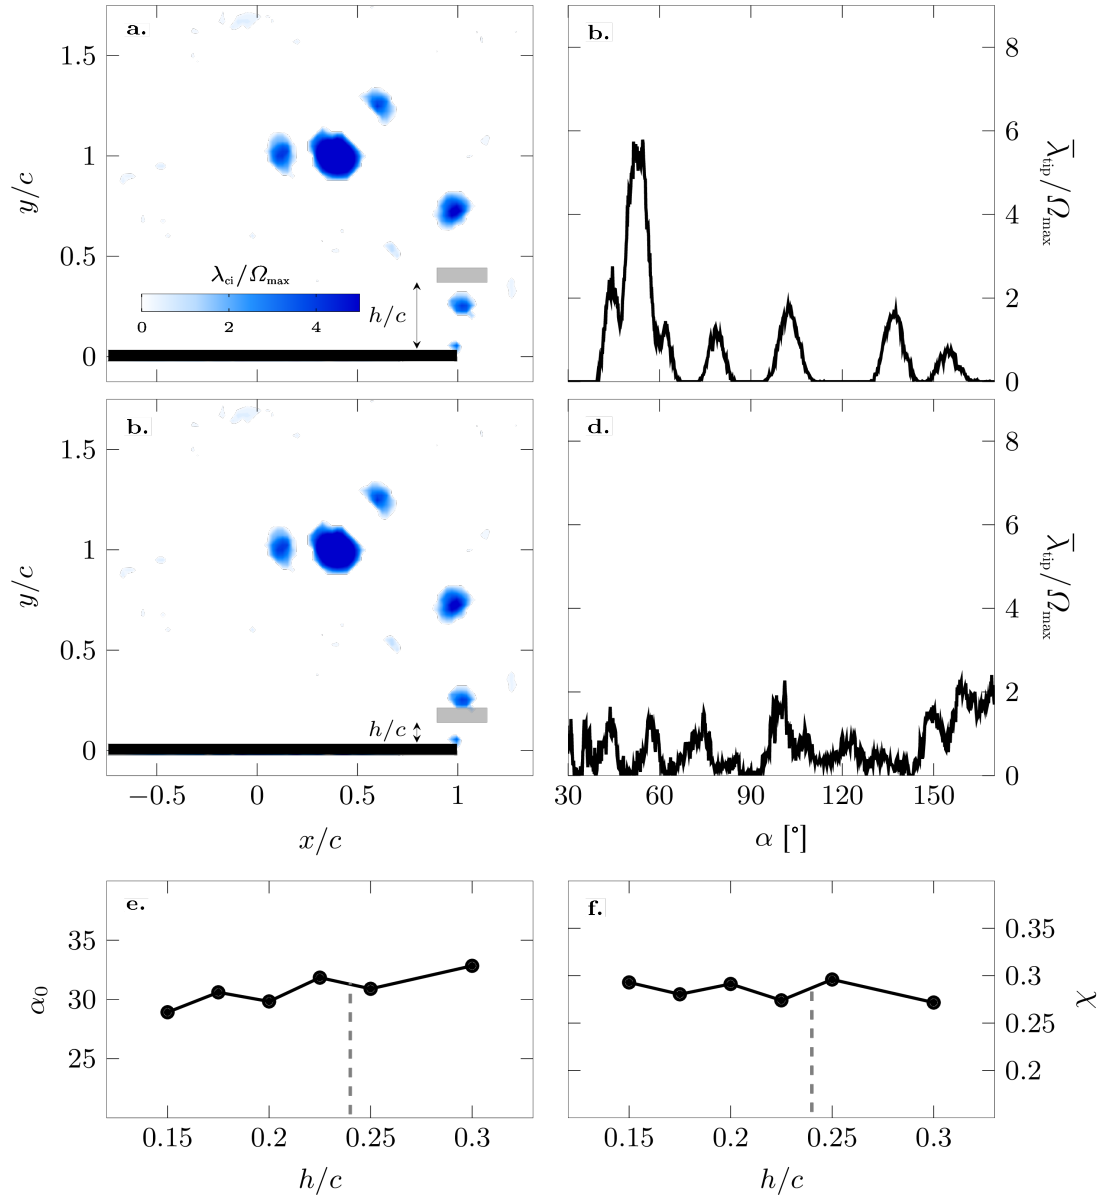 a.
1.5
1
0.5
0
y/c
λci/Ωmax
0 2 4
h/c
b.
8
6
4
2
0
λ̅tip/Ωmax
b.
1.5
1
0.5
0
y/c
h/c
−0.5 0 0.5 1
x/c
d.
8
6
4
2
0
λ̅tip/Ωmax
30 60 90 120 150
α [°]
e.
35
30
25
α0
0.15 0.2 0.25 0.3
h/c
f.
0.35
0.3
0.25
0.2
χ
0.15 0.2 0.25 0.3
h/c